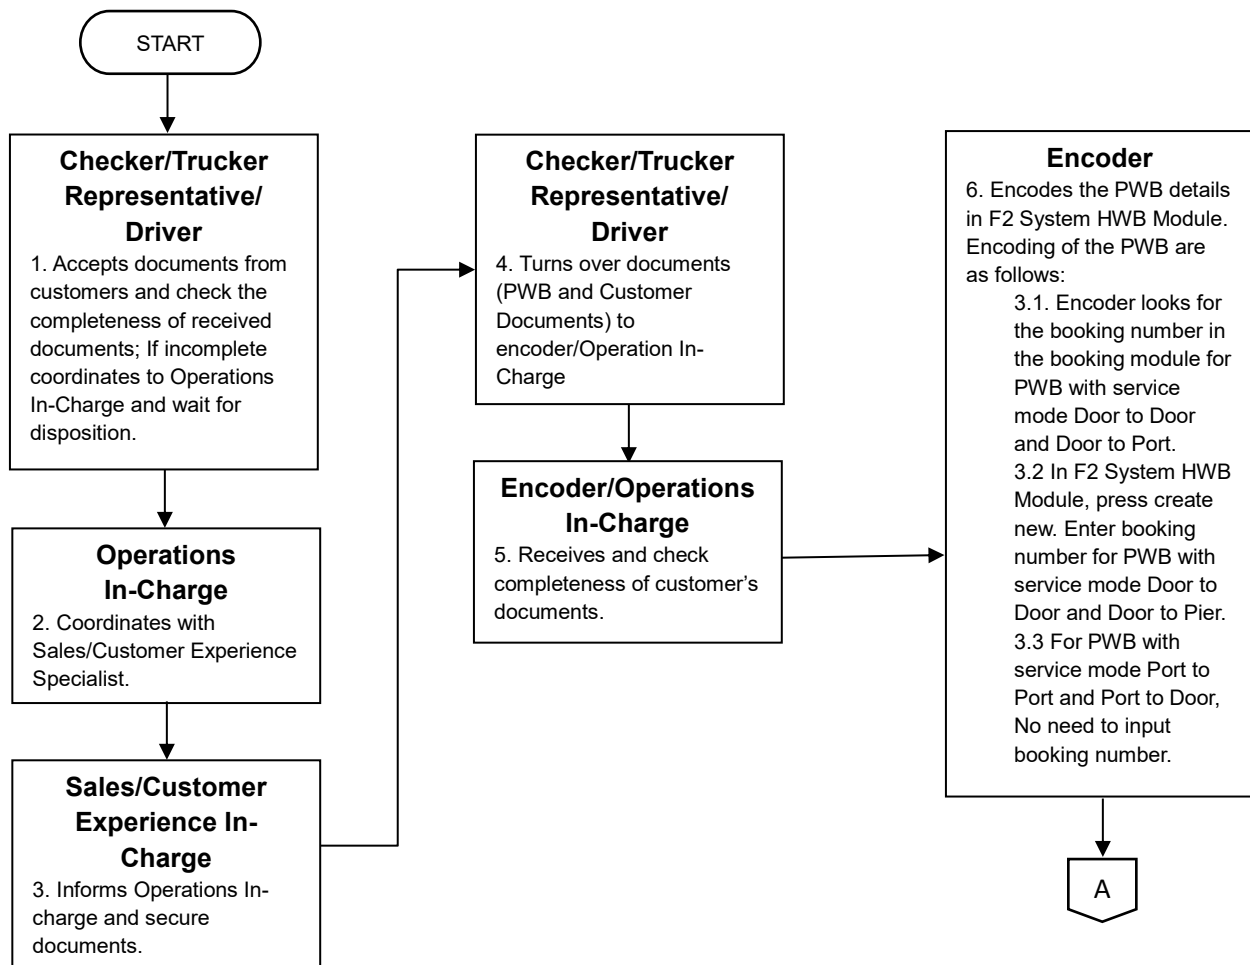 START
Checker/Trucker
Representative/
Driver
1. Accepts documents from
customers and check the
completeness of received
documents; If incomplete
coordinates to Operations
In-Charge and wait for
disposition.
Operations
In-Charge
2. Coordinates with
Sales/Customer Experience
Specialist.
Sales/Customer
Experience In-
Charge
3. Informs Operations In-
charge and secure
documents.
Checker/Trucker
Representative/
Driver
4. Turns over documents
(PWB and Customer
Documents) to
encoder/Operation In-
Charge
Encoder/Operations
In-Charge
5. Receives and check
completeness of customer’s
documents.
Encoder
6. Encodes the PWB details
in F2 System HWB Module.
Encoding of the PWB are
as follows:
3.1. Encoder looks for
the booking number in
the booking module for
PWB with service
mode Door to Door
and Door to Port.
3.2 In F2 System HWB
Module, press create
new. Enter booking
number for PWB with
service mode Door to
Door and Door to Pier.
3.3 For PWB with
service mode Port to
Port and Port to Door,
No need to input
booking number.
A